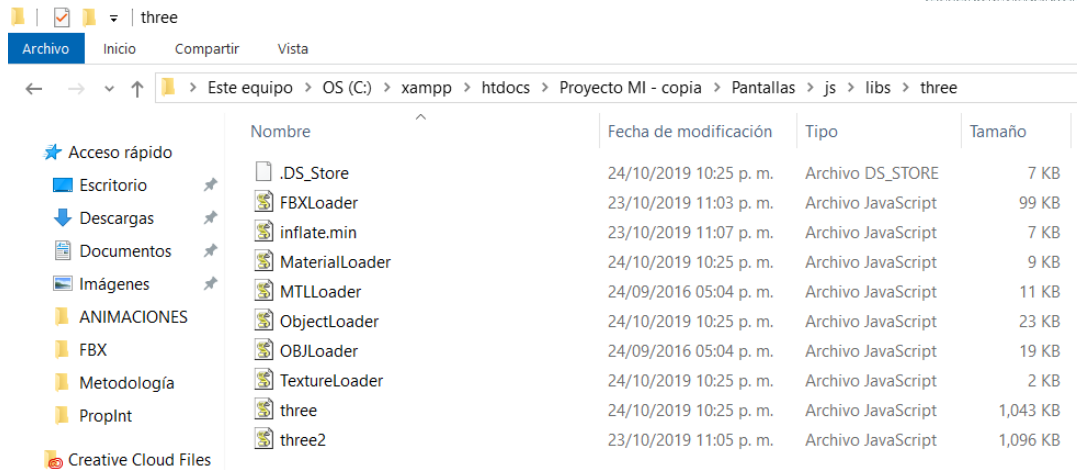 three
Archivo Inicio Compartir Vista
Este equipo > OS (C:) > xampp > htdocs > Proyecto MI - copia > Pantallas > js > libs > three
Nombre Fecha de modificación Tipo Tamaño
Acceso rápido
Escritorio
Descargas
Documentos
Imágenes
ANIMACIONES
FBX
Metodología
PropInt
Creative Cloud Files
.DS_Store 24/10/2019 10:25 p. m. Archivo DS_STORE 7 KB
FBXLoader 23/10/2019 11:03 p. m. Archivo JavaScript 99 KB
inflate.min 23/10/2019 11:07 p. m. Archivo JavaScript 7 KB
MaterialLoader 24/10/2019 10:25 p. m. Archivo JavaScript 9 KB
MTLLoader 24/09/2016 05:04 p. m. Archivo JavaScript 11 KB
ObjectLoader 24/10/2019 10:25 p. m. Archivo JavaScript 23 KB
OBJLoader 24/09/2016 05:04 p. m. Archivo JavaScript 19 KB
TextureLoader 24/10/2019 10:25 p. m. Archivo JavaScript 2 KB
three 24/10/2019 10:25 p. m. Archivo JavaScript 1,043 KB
three2 23/10/2019 11:05 p. m. Archivo JavaScript 1,096 KB